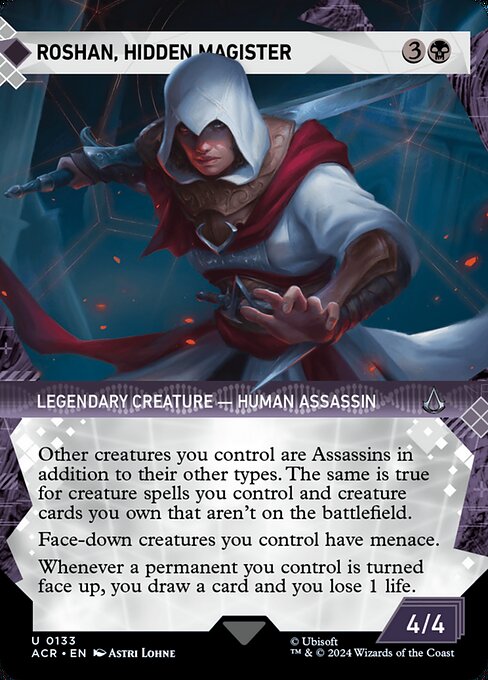 ROSHAN, HIDDEN MAGISTER 3
LEGENDARY CREATURE — HUMAN ASSASSIN
Other creatures you control are Assassins in
addition to their other types. The same is true
for creature spells you control and creature
cards you own that aren't on the battlefield.
Face-down creatures you control have menace.
Whenever a permanent you control is turned
face up, you draw a card and you lose 1 life.
4/4
U 0133
ACR • EN Astri Lohne
© Ubisoft
™ & © 2024 Wizards of the Coast